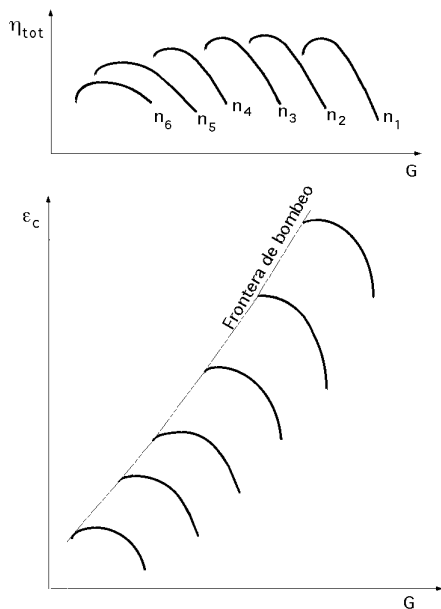 η_tot
n_6
n_5
n_4
n_3
n_2
n_1
G
ε_c
Frontera de bombeo
G